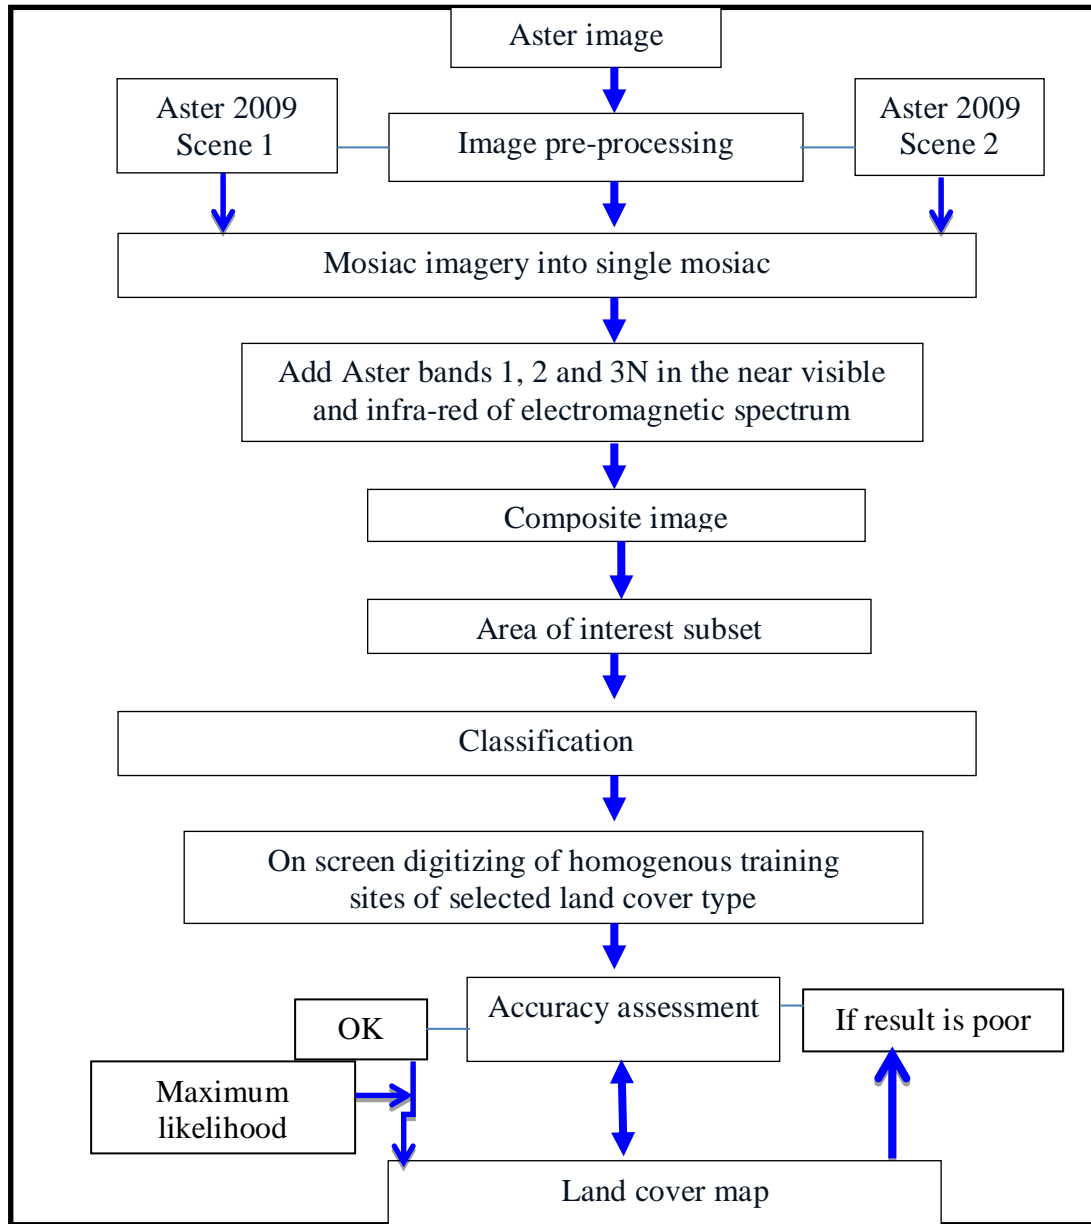 Aster image
Aster 2009
Scene 1
Image pre-processing
Aster 2009
Scene 2
Mosiac imagery into single mosiac
Add Aster bands 1, 2 and 3N in the near visible
and infra-red of electromagnetic spectrum
Composite image
Area of interest subset
Classification
On screen digitizing of homogenous training
sites of selected land cover type
OK
Accuracy assessment
If result is poor
Maximum
likelihood
Land cover map